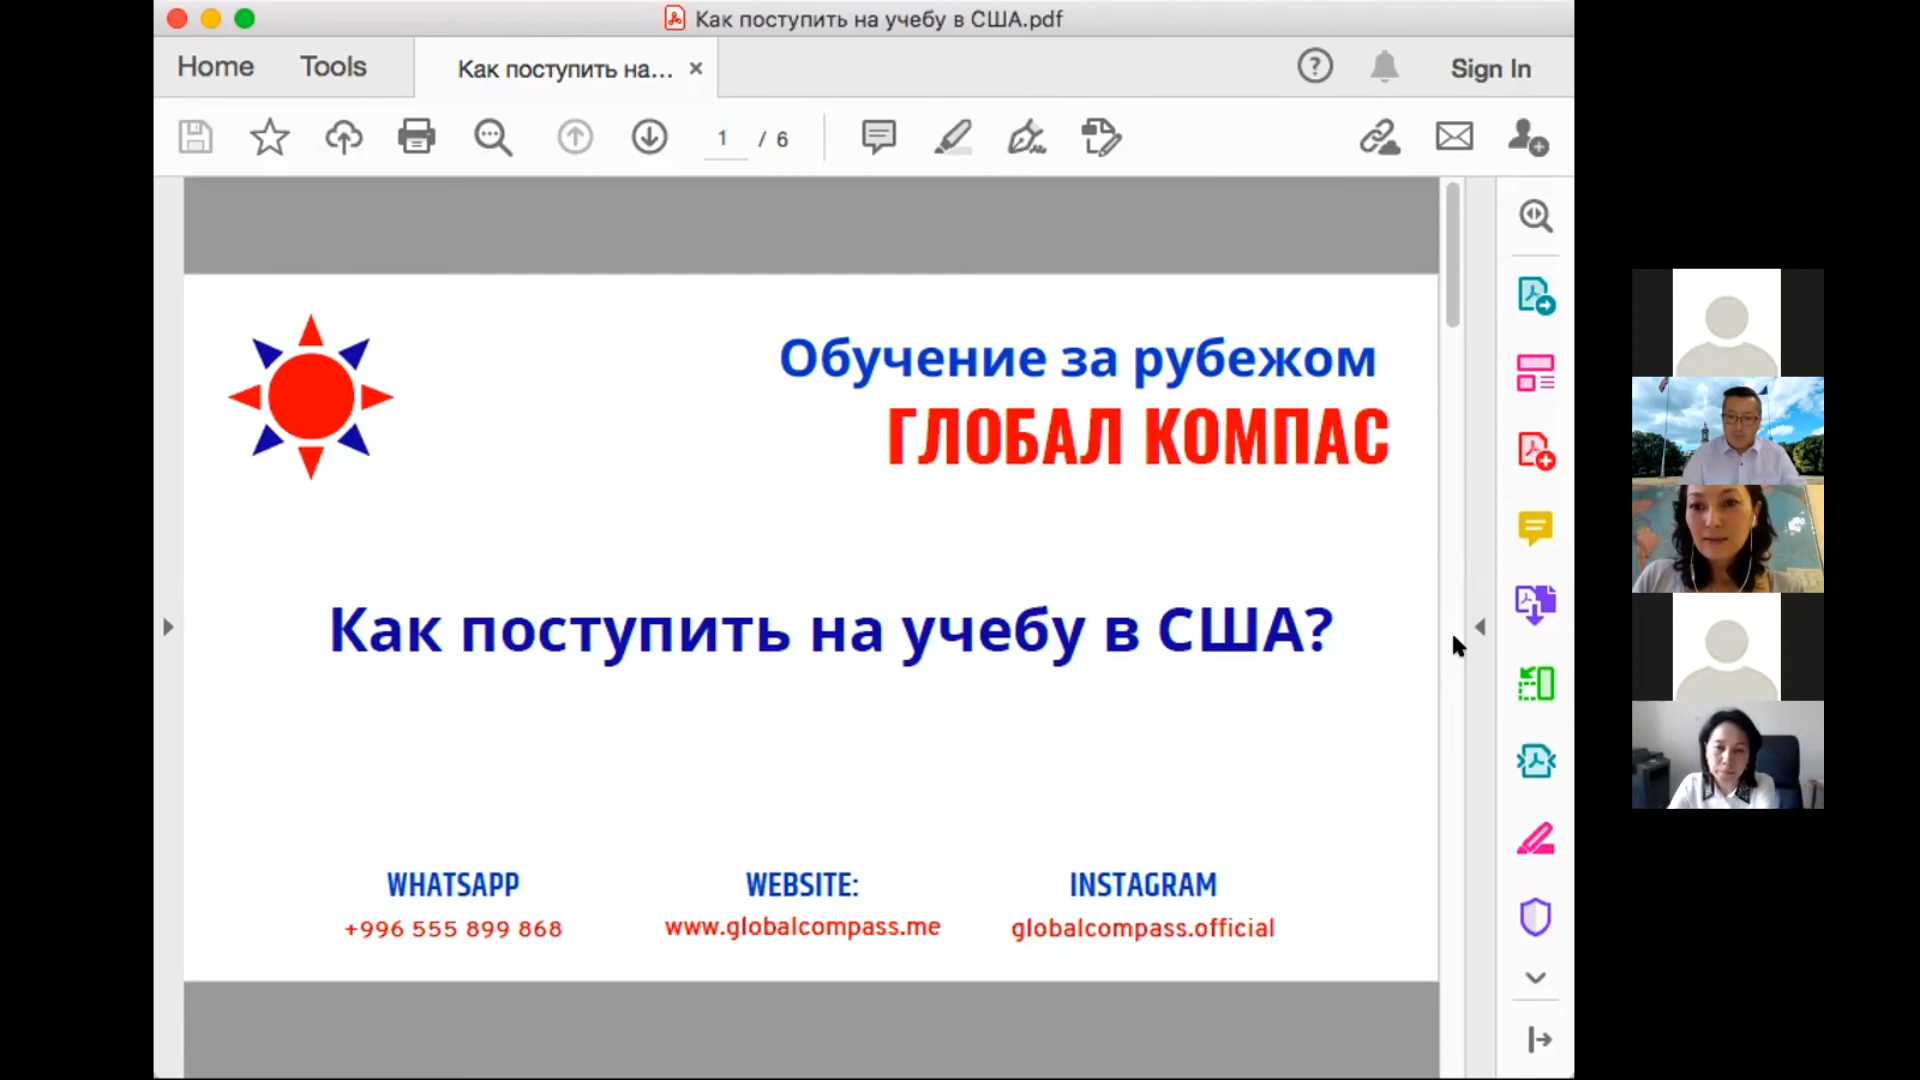 Как поступить на учебу в США.pdf
Home
Tools
Как поступить на...
Sign In
1 / 6
Обучение за рубежом
ГЛОБАЛ КОМПАС
Как поступить на учебу в США?
WHATSAPP
+996 555 899 868
WEBSITE:
www.globalcompass.me
INSTAGRAM
globalcompass.official